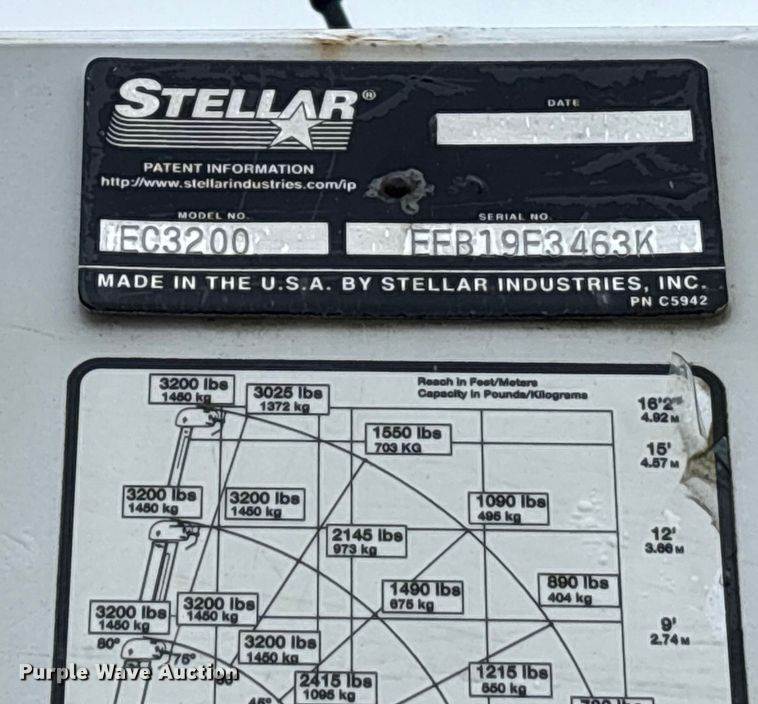 STELLAR®
DATE
PATENT INFORMATION
http://www.stellarindustries.com/ip
MODEL NO.
SERIAL NO.
EC3200
EFB19E3463K
MADE IN THE U.S.A. BY STELLAR INDUSTRIES, INC.
PN C5942
Reach in Feet/Meters
Capacity in Pounds/Kilograms
3200 lbs
1450 kg
3025 lbs
1372 kg
16'2"
4.92 M
1550 lbs
703 KG
15'
4.57 M
3200 lbs
1450 kg
3200 lbs
1450 kg
1090 lbs
495 kg
2145 lbs
973 kg
12'
3.66 M
1490 lbs
675 kg
890 lbs
404 kg
3200 lbs
1450 kg
3200 lbs
1450 kg
9'
2.74 M
80°
75°
3200 lbs
1450 kg
2415 lbs
1095 kg
1215 lbs
550 kg
45°
Purple Wave Auction